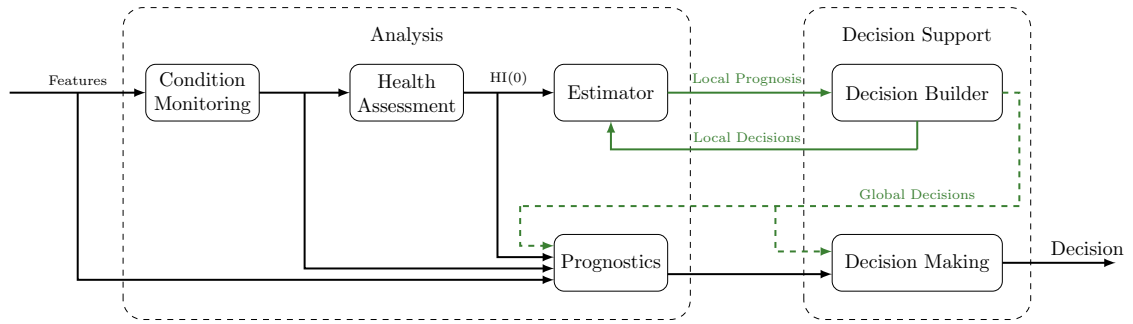 Analysis
Decision Support
Features
Condition
Monitoring
Health
Assessment
HI(0)
Estimator
Local Prognosis
Decision Builder
Local Decisions
Global Decisions
Prognostics
Decision Making
Decision